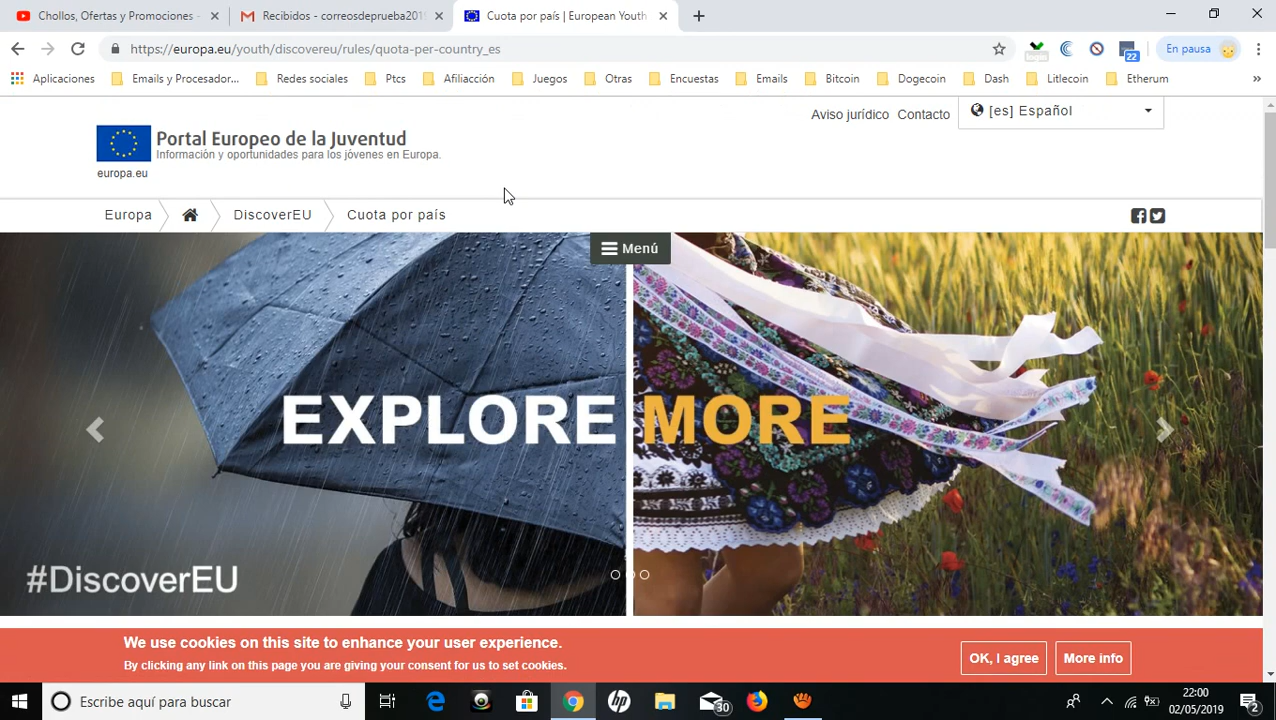 Chollos, Ofertas y Promociones -
Recibidos - correosdeprueba2019
Cuota por país | European Youth
https://europa.eu/youth/discovereu/rules/quota-per-country_es
22
En pausa
Aplicaciones
Emails y Procesador...
Redes sociales
Ptcs
Afiliacción
Juegos
Otras
Encuestas
Emails
Bitcoin
Dogecoin
Dash
Litlecoin
Etherum
»
Aviso jurídico
Contacto
[es] Español
Portal Europeo de la Juventud
Información y oportunidades para los jóvenes en Europa.
europa.eu
Europa
DiscoverEU
Cuota por país
Menú
EXPLORE MORE
#DiscoverEU
We use cookies on this site to enhance your user experience.
By clicking any link on this page you are giving your consent for us to set cookies.
OK, I agree
More info
Escribe aquí para buscar
hp
30
22:00
02/05/2019
2